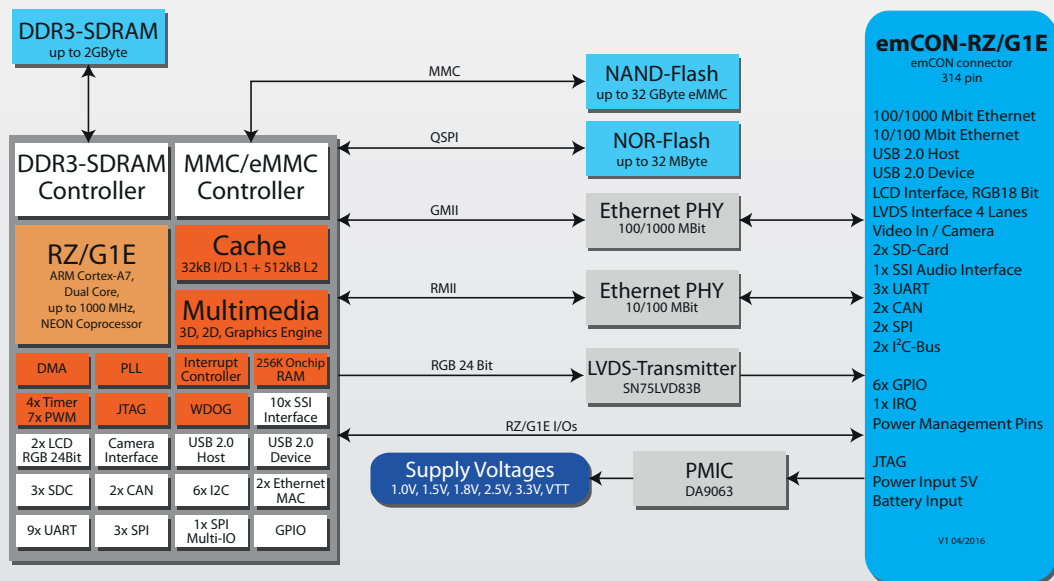 DDR3-SDRAM
up to 2GByte
MMC
NAND-Flash
up to 32 GByte eMMC
QSPI
NOR-Flash
up to 32 MByte
DDR3-SDRAM
Controller
MMC/eMMC
Controller
GMII
Ethernet PHY
100/1000 MBit
RZ/G1E
ARM Cortex-A7,
Dual Core,
up to 1000 MHz,
NEON Coprocessor
Cache
32kB I/D L1 + 512kB L2
Multimedia
3D, 2D, Graphics Engine
RMII
Ethernet PHY
10/100 MBit
DMA
PLL
Interrupt
Controller
256K Onchip
RAM
RGB 24 Bit
LVDS-Transmitter
SN75LVD83B
4x Timer
7x PWM
JTAG
WDOG
10x SSI
Interface
2x LCD
RGB 24Bit
Camera
Interface
USB 2.0
Host
USB 2.0
Device
RZ/G1E I/Os
3x SDC
2x CAN
6x I2C
2x Ethernet
MAC
Supply Voltages
1.0V, 1.5V, 1.8V, 2.5V, 3.3V, VTT
PMIC
DA9063
9x UART
3x SPI
1x SPI
Multi-IO
GPIO
emCON-RZ/G1E
emCON connector
314 pin
100/1000 Mbit Ethernet
10/100 Mbit Ethernet
USB 2.0 Host
USB 2.0 Device
LCD Interface, RGB18 Bit
LVDS Interface 4 Lanes
Video In / Camera
2x SD-Card
1x SSI Audio Interface
3x UART
2x CAN
2x SPI
2x I²C-Bus
6x GPIO
1x IRQ
Power Management Pins
JTAG
Power Input 5V
Battery Input
V1 04/2016